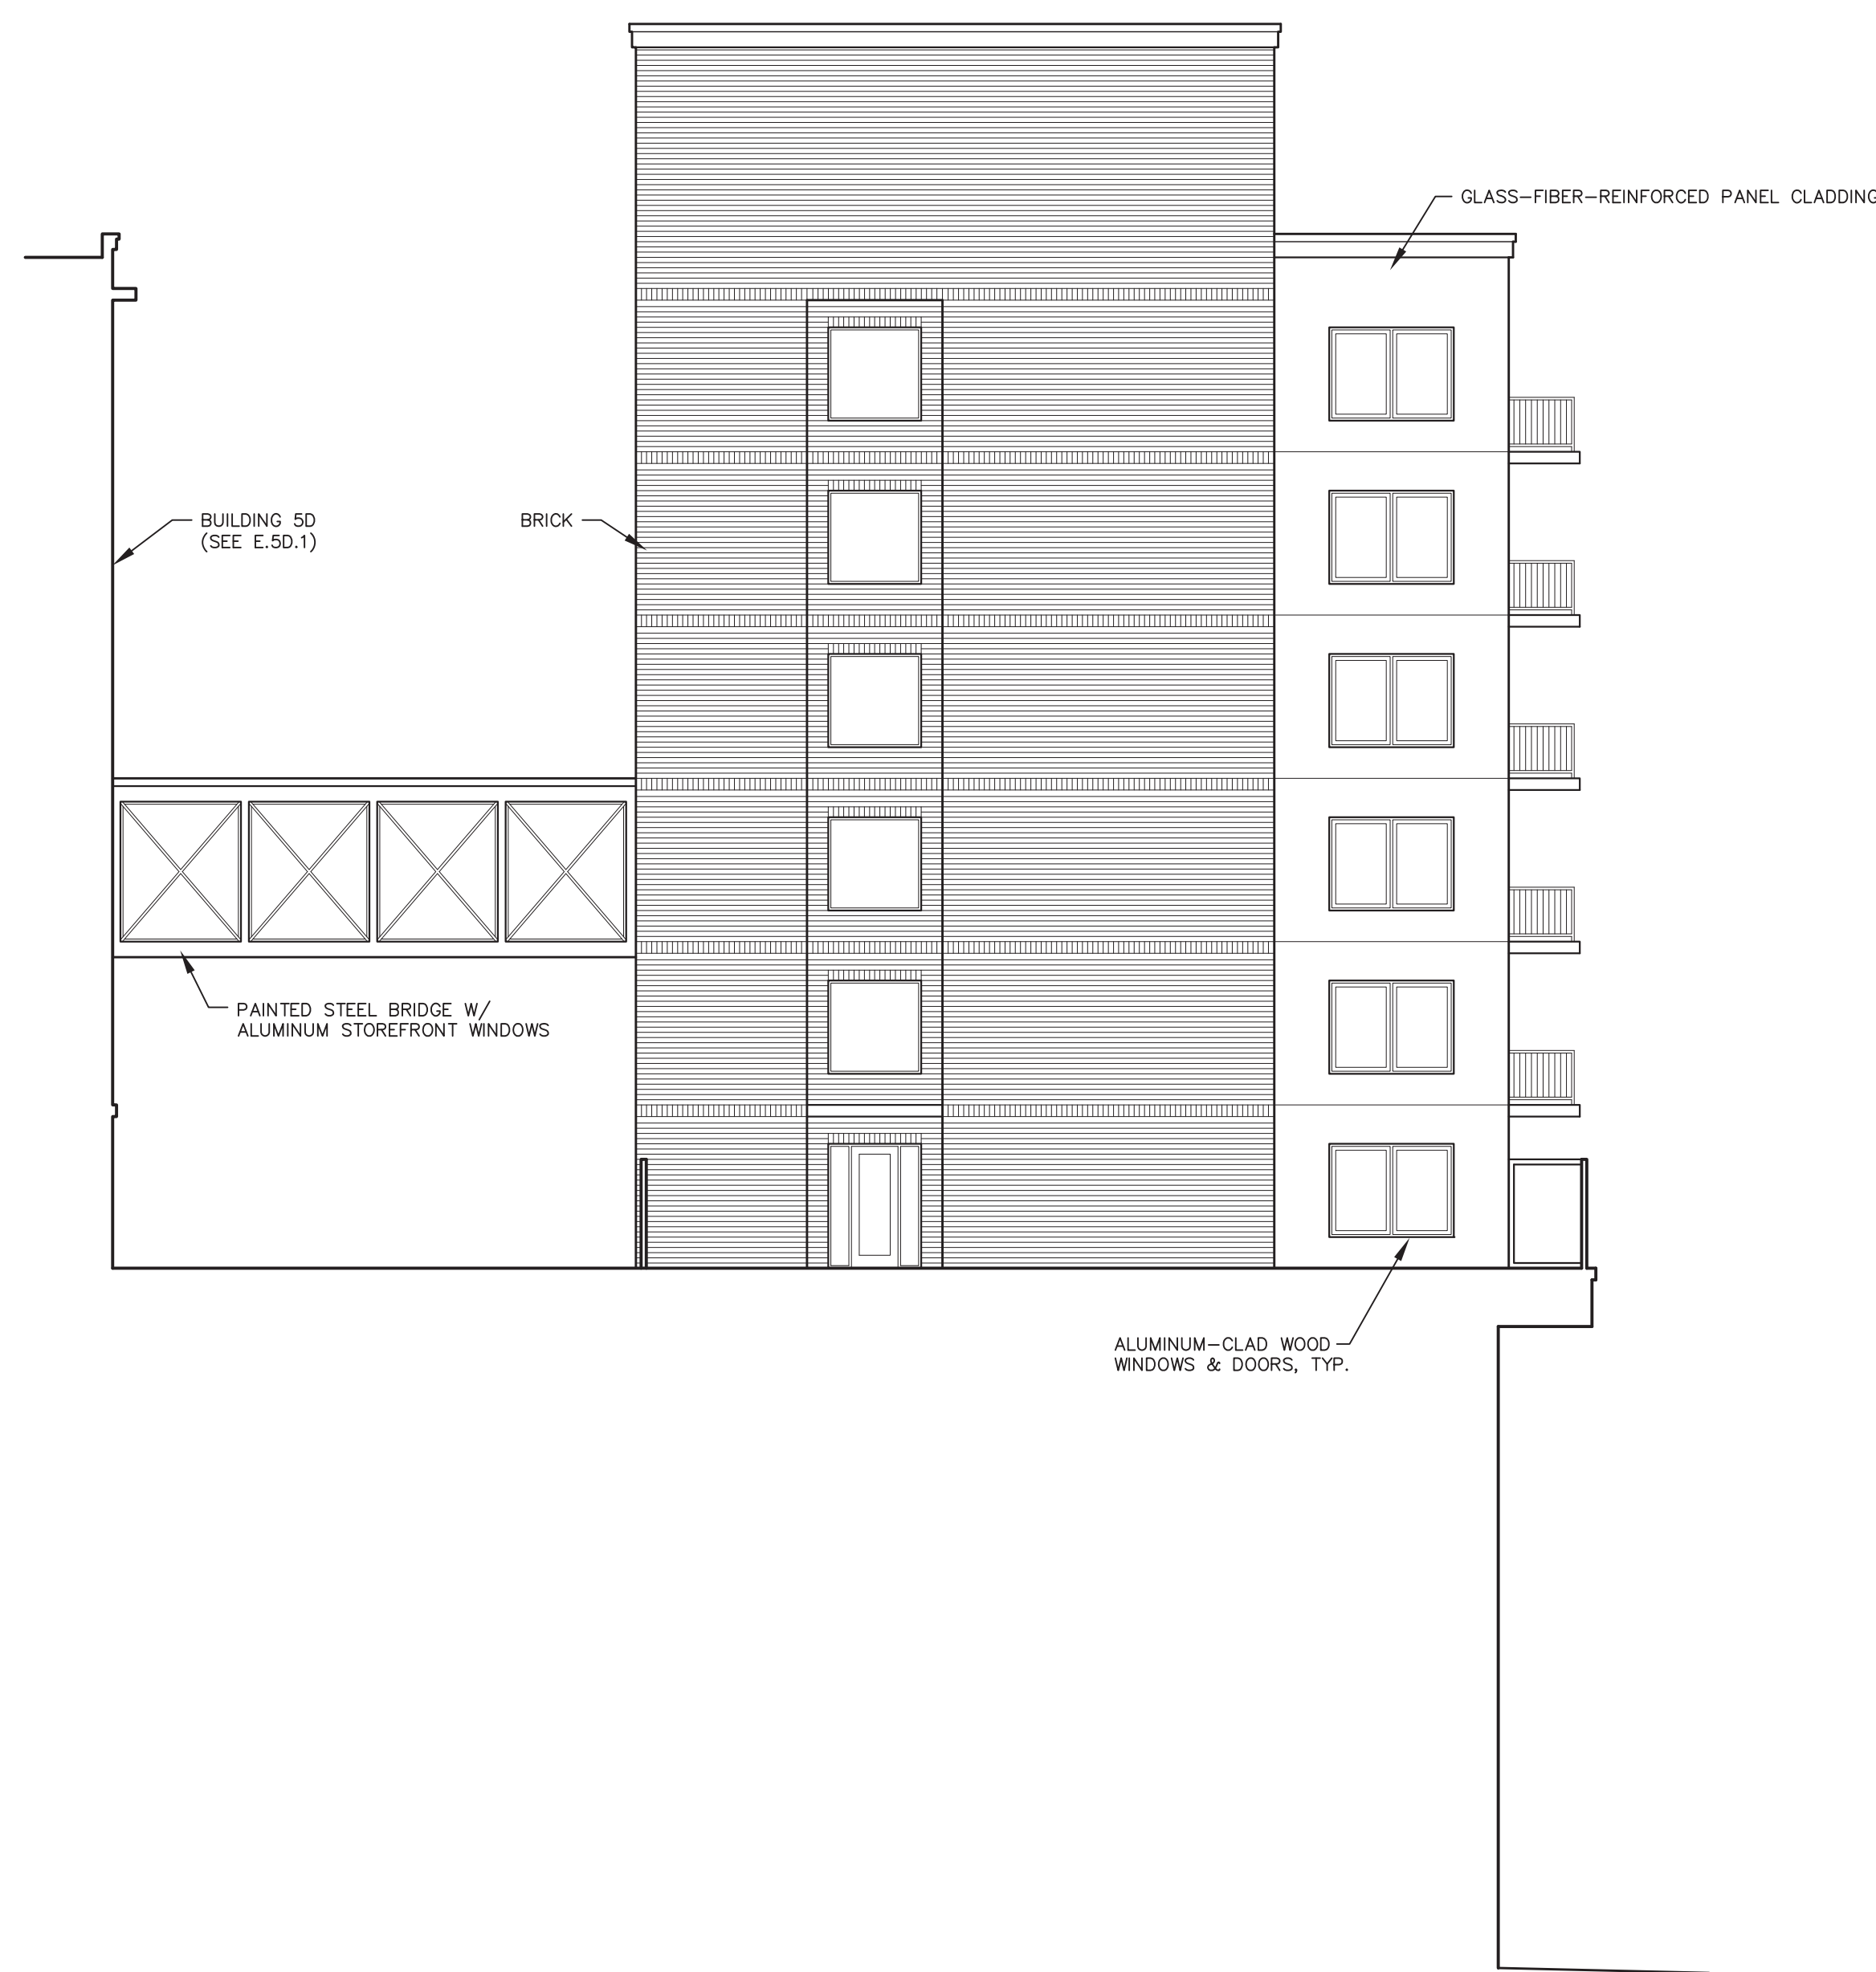 GLASS-FIBER-REINFORCED PANEL CLADDING
BUILDING 5D
(SEE E.5D.1)
BRICK
PAINTED STEEL BRIDGE W/
ALUMINUM STOREFRONT WINDOWS
ALUMINUM-CLAD WOOD
WINDOWS & DOORS, TYP.